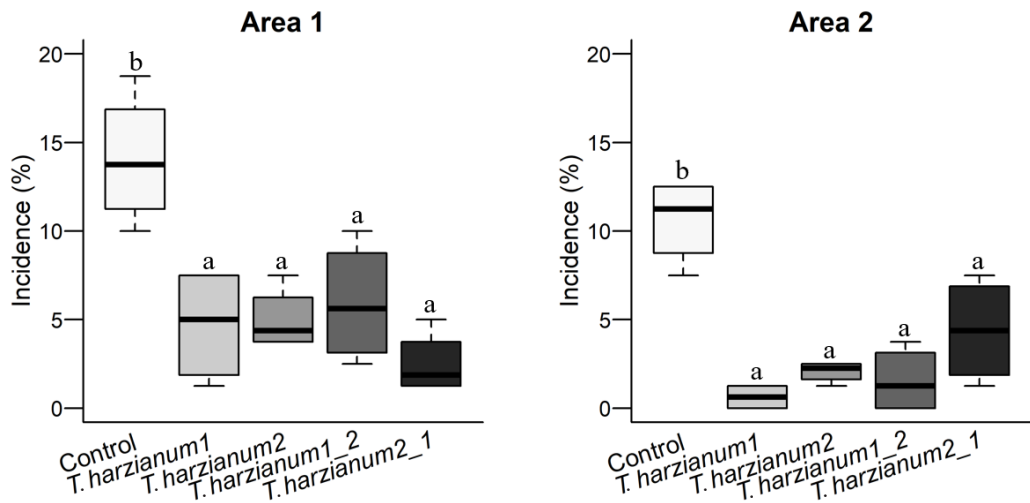 Area 1
Incidence (%)
20
15
10
5
0
b
a
a
a
a
Control
T. harzianum1
T. harzianum2
T. harzianum1_2
T. harzianum2_1
Area 2
Incidence (%)
20
15
10
5
0
b
a
a
a
a
Control
T. harzianum1
T. harzianum2
T. harzianum1_2
T. harzianum2_1